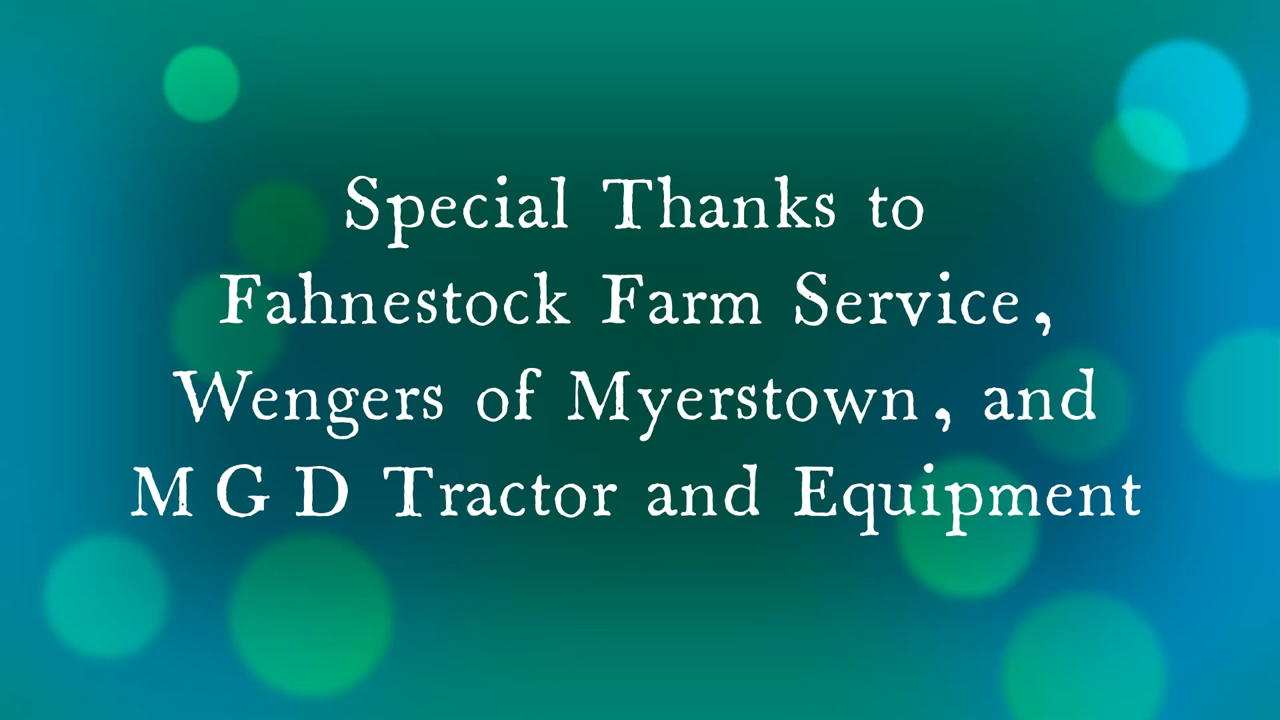 Special Thanks to
Fahnestock Farm Service,
Wengers of Myerstown, and
M G D Tractor and Equipment